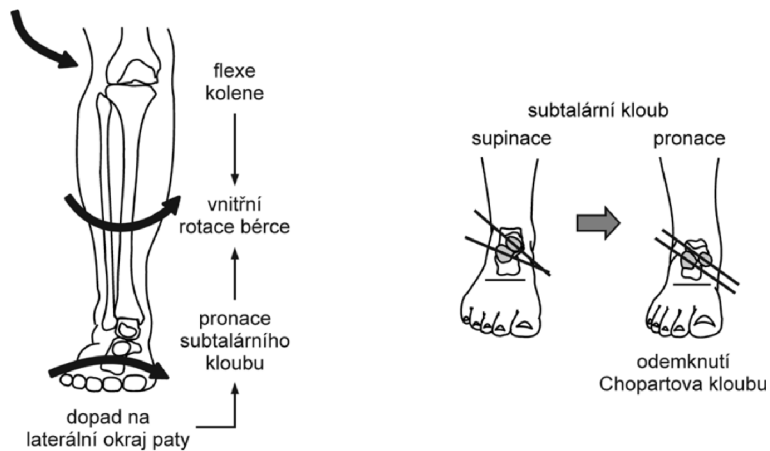 flexe
kolene
vnitřní
rotace bérce
pronace
subtalárního
kloubu
dopad na
laterální okraj paty
subtalární kloub
supinace
pronace
odemknutí
Chopartova kloubu